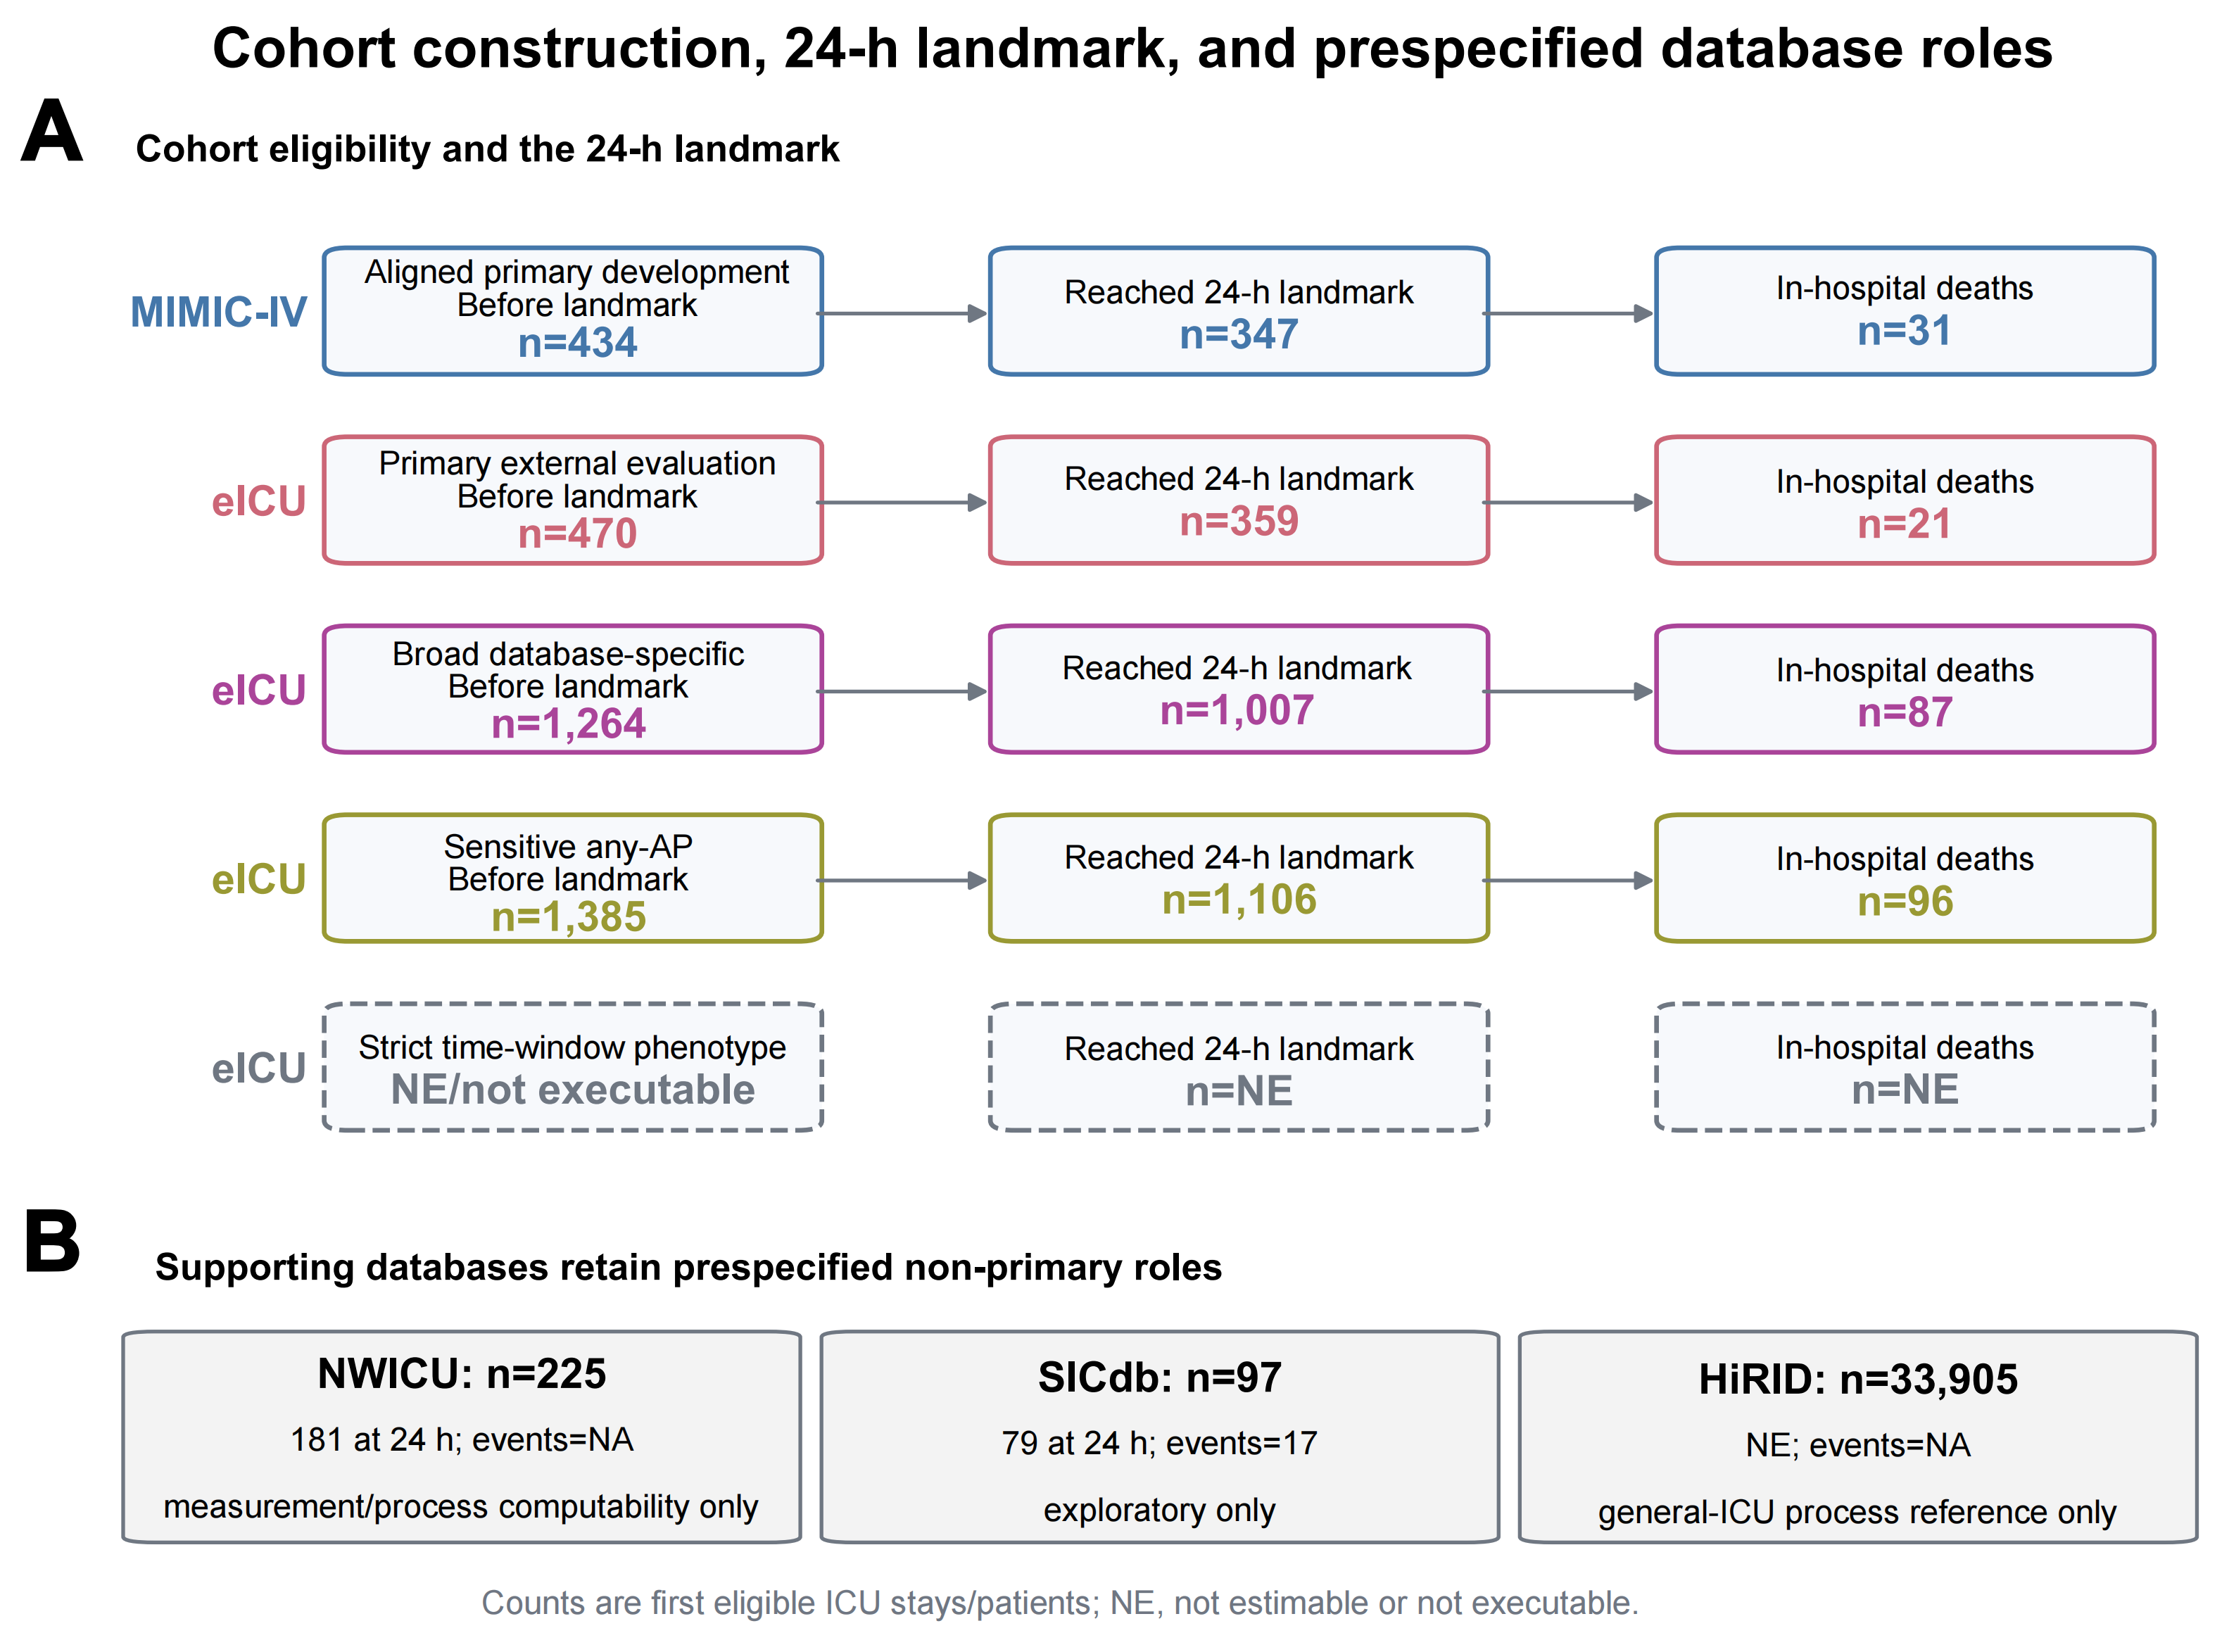 Cohort construction, 24-h landmark, and prespecified database roles
A
Cohort eligibility and the 24-h landmark
MIMIC-IV
Aligned primary development
Before landmark
n=434
Reached 24-h landmark
n=347
In-hospital deaths
n=31
eICU
Primary external evaluation
Before landmark
n=470
Reached 24-h landmark
n=359
In-hospital deaths
n=21
eICU
Broad database-specific
Before landmark
n=1,264
Reached 24-h landmark
n=1,007
In-hospital deaths
n=87
eICU
Sensitive any-AP
Before landmark
n=1,385
Reached 24-h landmark
n=1,106
In-hospital deaths
n=96
eICU
Strict time-window phenotype
NE/not executable
Reached 24-h landmark
n=NE
In-hospital deaths
n=NE
B
Supporting databases retain prespecified non-primary roles
NWICU: n=225
181 at 24 h; events=NA
measurement/process computability only
SICdb: n=97
79 at 24 h; events=17
exploratory only
HiRID: n=33,905
NE; events=NA
general-ICU process reference only
Counts are first eligible ICU stays/patients; NE, not estimable or not executable.